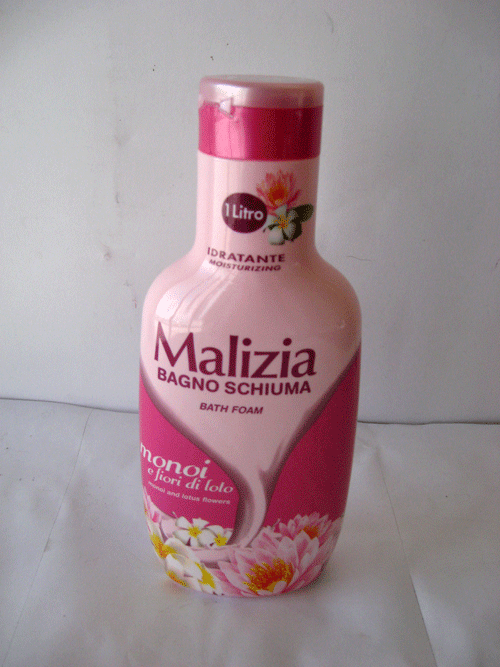 1 Litro
IDRATANTE
MOISTURIZING
Malizia
BAGNO SCHIUMA
BATH FOAM
monoi
e fiori di loto
monoi and lotus flowers